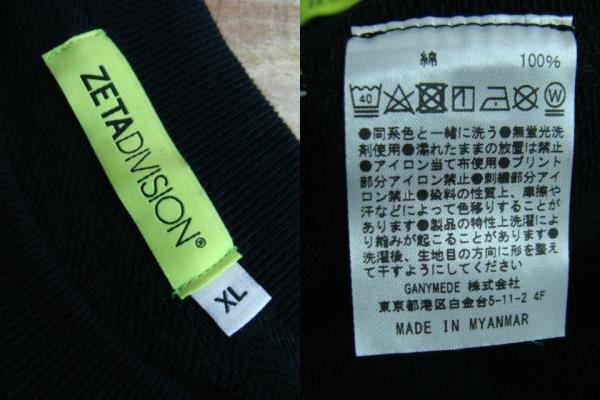 ZETADIVISION®
XL
綿 100%
40
●同系色と一緒に洗う●無蛍光洗
剤使用●濡れたままの放置は禁止
●アイロン当て布使用●プリント
部分アイロン禁止●刺繍部分アイ
ロン禁止●染料の性質上、摩擦や
汗などによって色移りすることが
あります●製品の特性上洗濯によ
り縮みが起こることがあります●
洗濯後、生地目の方向に形を整え
て干すようにしてください
GANYMEDE 株式会社
東京都港区白金台5-11-2 4F
MADE IN MYANMAR